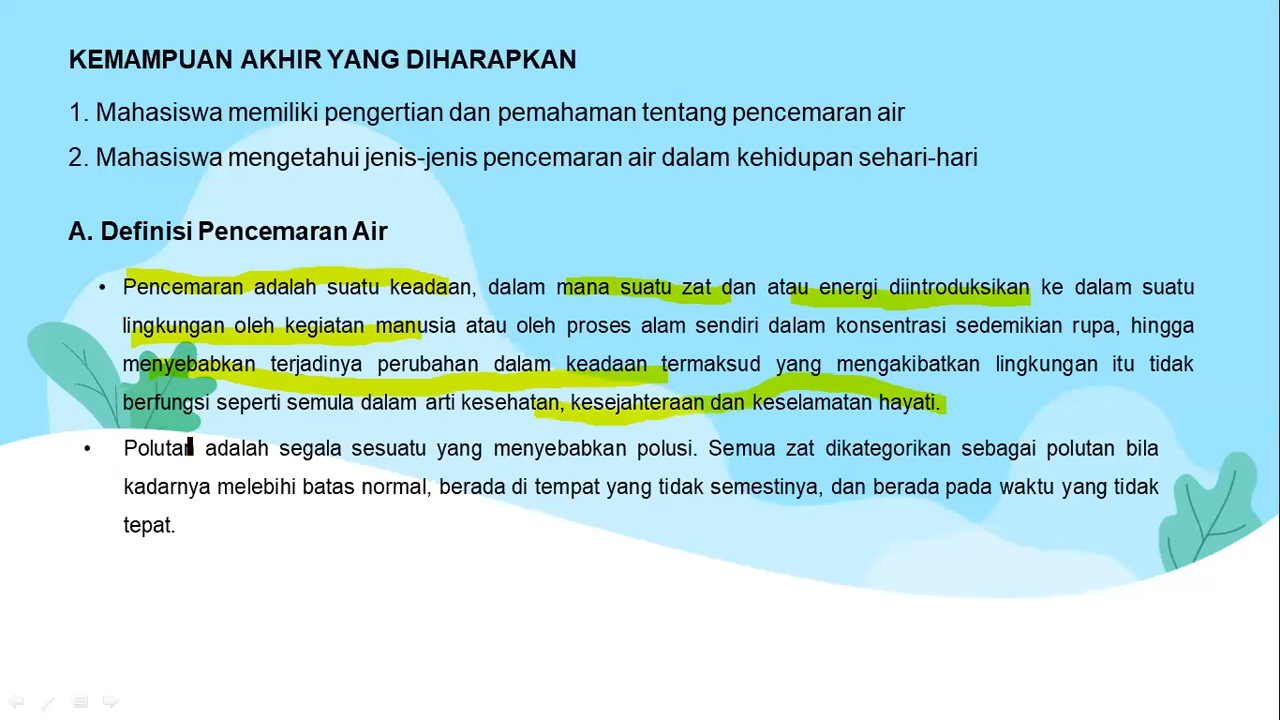 KEMAMPUAN AKHIR YANG DIHARAPKAN
1. Mahasiswa memiliki pengertian dan pemahaman tentang pencemaran air
2. Mahasiswa mengetahui jenis-jenis pencemaran air dalam kehidupan sehari-hari
A. Definisi Pencemaran Air
• Pencemaran adalah suatu keadaan, dalam mana suatu zat dan atau energi diintroduksikan ke dalam suatu
lingkungan oleh kegiatan manusia atau oleh proses alam sendiri dalam konsentrasi sedemikian rupa, hingga
menyebabkan terjadinya perubahan dalam keadaan termaksud yang mengakibatkan lingkungan itu tidak
berfungsi seperti semula dalam arti kesehatan, kesejahteraan dan keselamatan hayati.
• Polutan adalah segala sesuatu yang menyebabkan polusi. Semua zat dikategorikan sebagai polutan bila
kadarnya melebihi batas normal, berada di tempat yang tidak semestinya, dan berada pada waktu yang tidak
tepat.